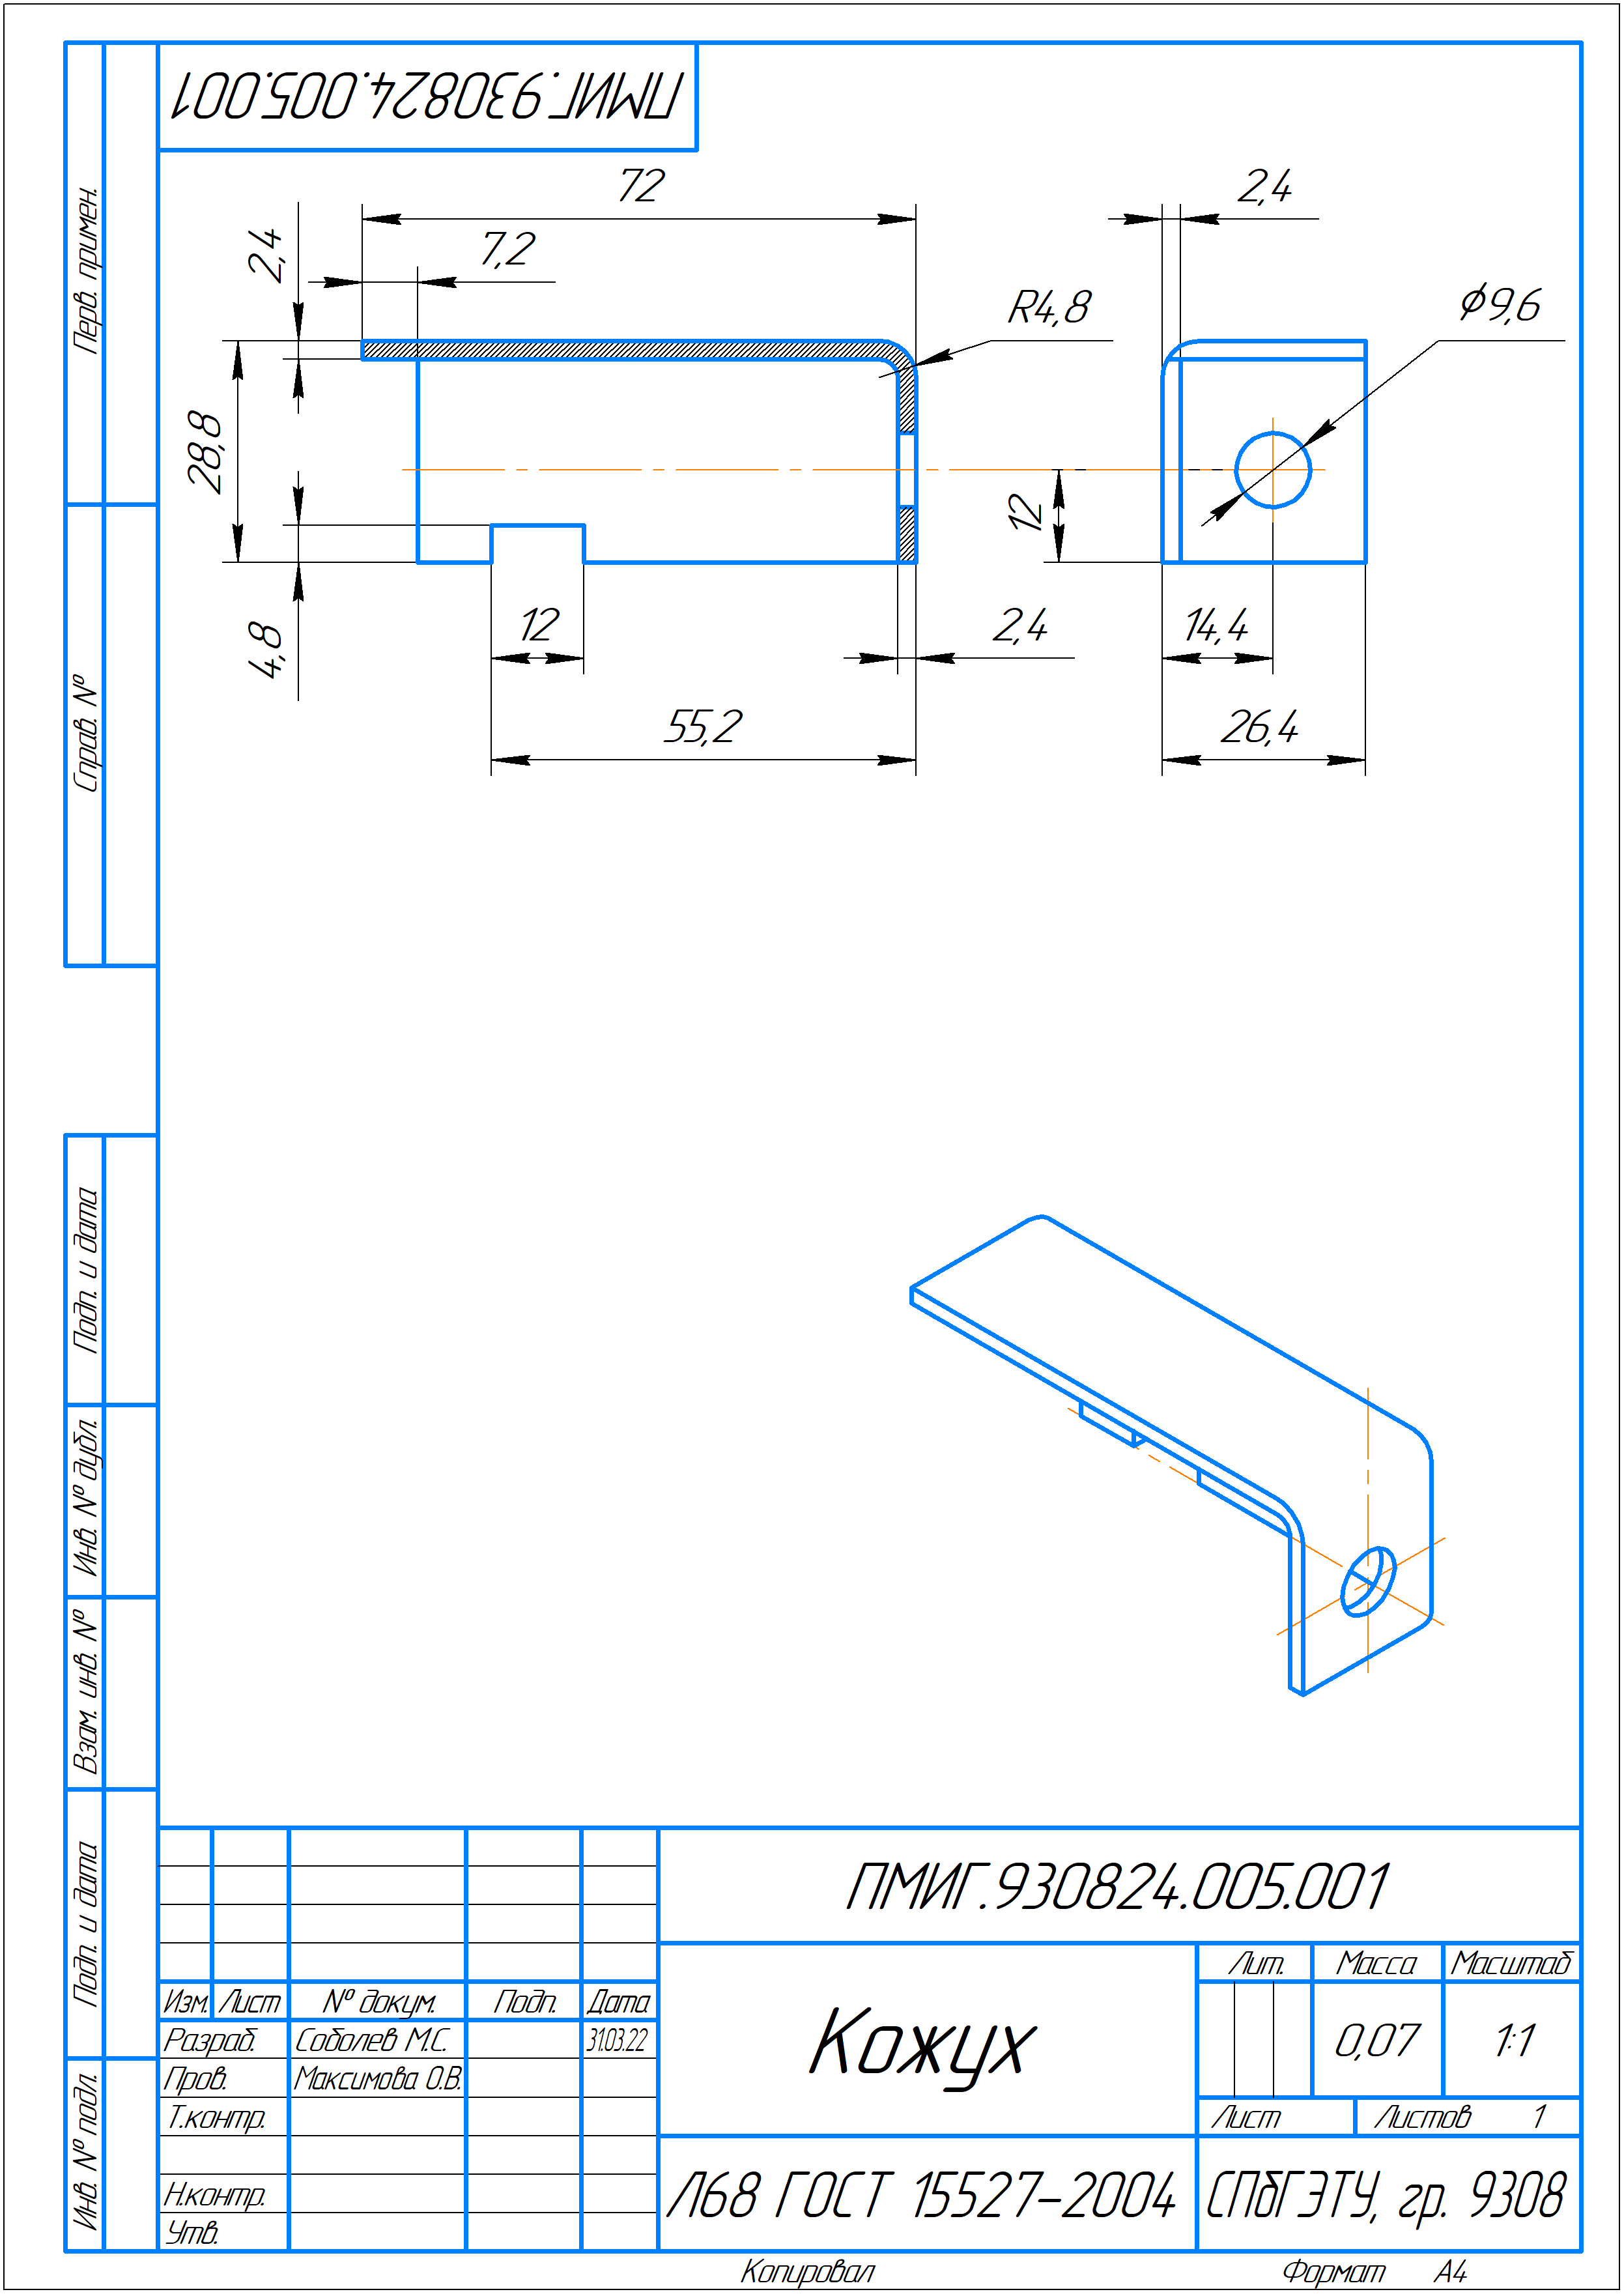 ПМИГ.930824.005.001
Перв. примен.
Справ. №
Подп. и дата
Инв. № дубл.
Взам. инв. №
Подп. и дата
Инв. № подл.
72
7,2
2,4
28,8
4,8
12
55,2
2,4
R4,8
2,4
ϕ9,6
12
14,4
26,4
ПМИГ.930824.005.001
Изм. Лист № докум. Подп. Дата
Разраб. Соболев М.С. 31.03.22
Пров. Максимова О.В.
Т.контр.
Н.контр.
Утв.
Кожух
Лит. Масса Масштаб
0,07 1:1
Лист Листов 1
Л68 ГОСТ 15527-2004
СПбГЭТУ, гр. 9308
Копировал Формат А4